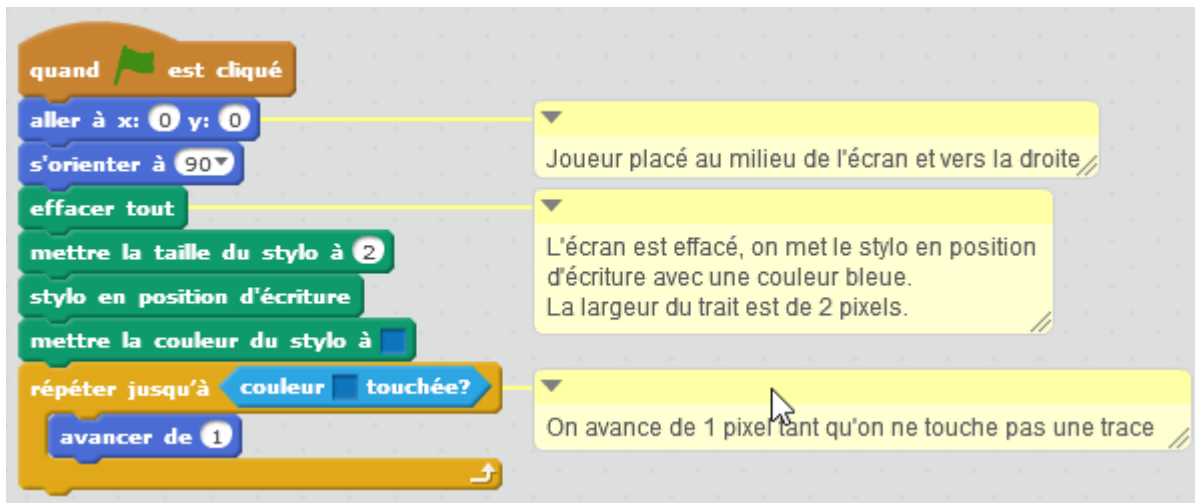 quand est cliqué
aller à x: 0 y: 0
Joueur placé au milieu de l'écran et vers la droite
s'orienter à 90
effacer tout
L'écran est effacé, on met le stylo en position
d'écriture avec une couleur bleue.
La largeur du trait est de 2 pixels.
mettre la taille du stylo à 2
stylo en position d'écriture
mettre la couleur du stylo à
répéter jusqu'à couleur touchée?
On avance de 1 pixel tant qu'on ne touche pas une trace
avancer de 1